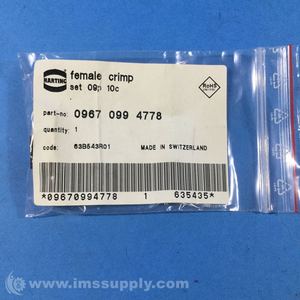 HARTING
female crimp
set 09p 10c
RoHS
part-no: 0967 099 4778
quantity: 1
code: 63B543R01 MADE IN SWITZERLAND
*09670994778 1 635435*
© www.imssupply.com